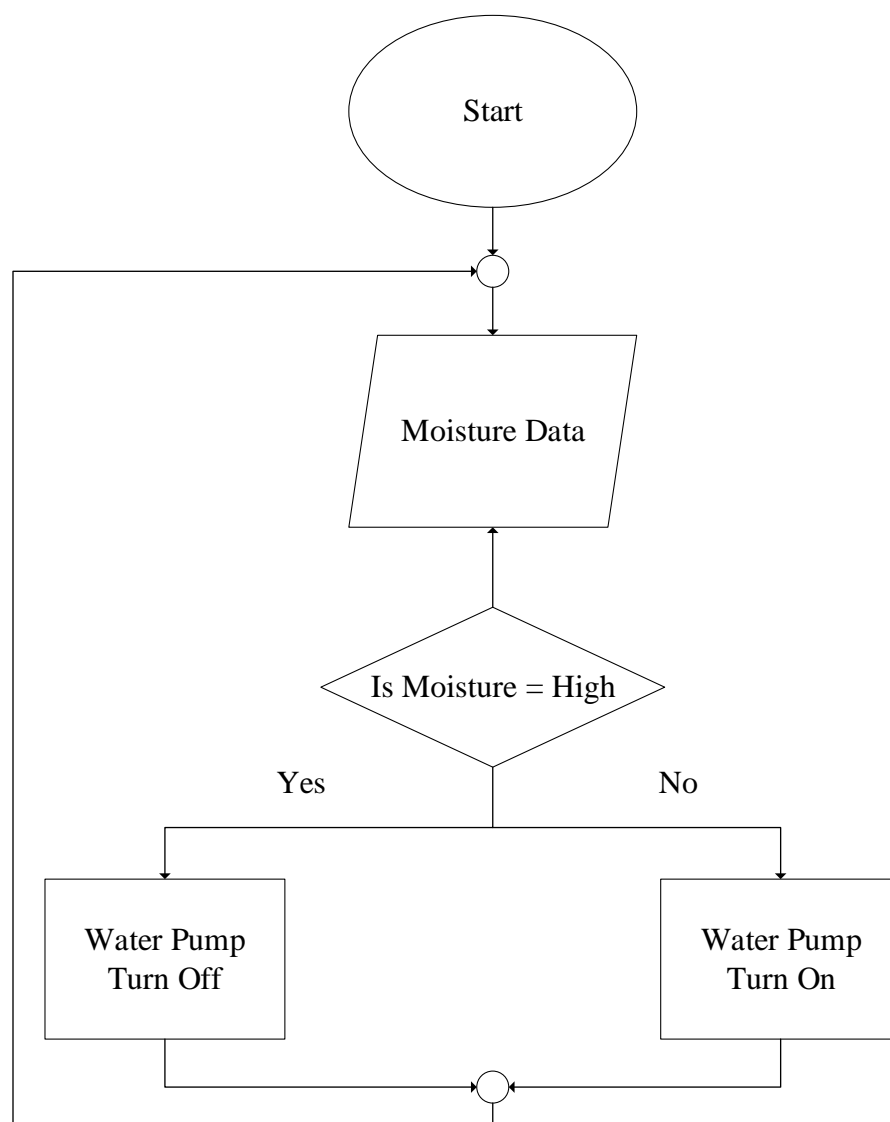 Start
Moisture Data
Is Moisture = High
Yes
No
Water Pump
Turn Off
Water Pump
Turn On